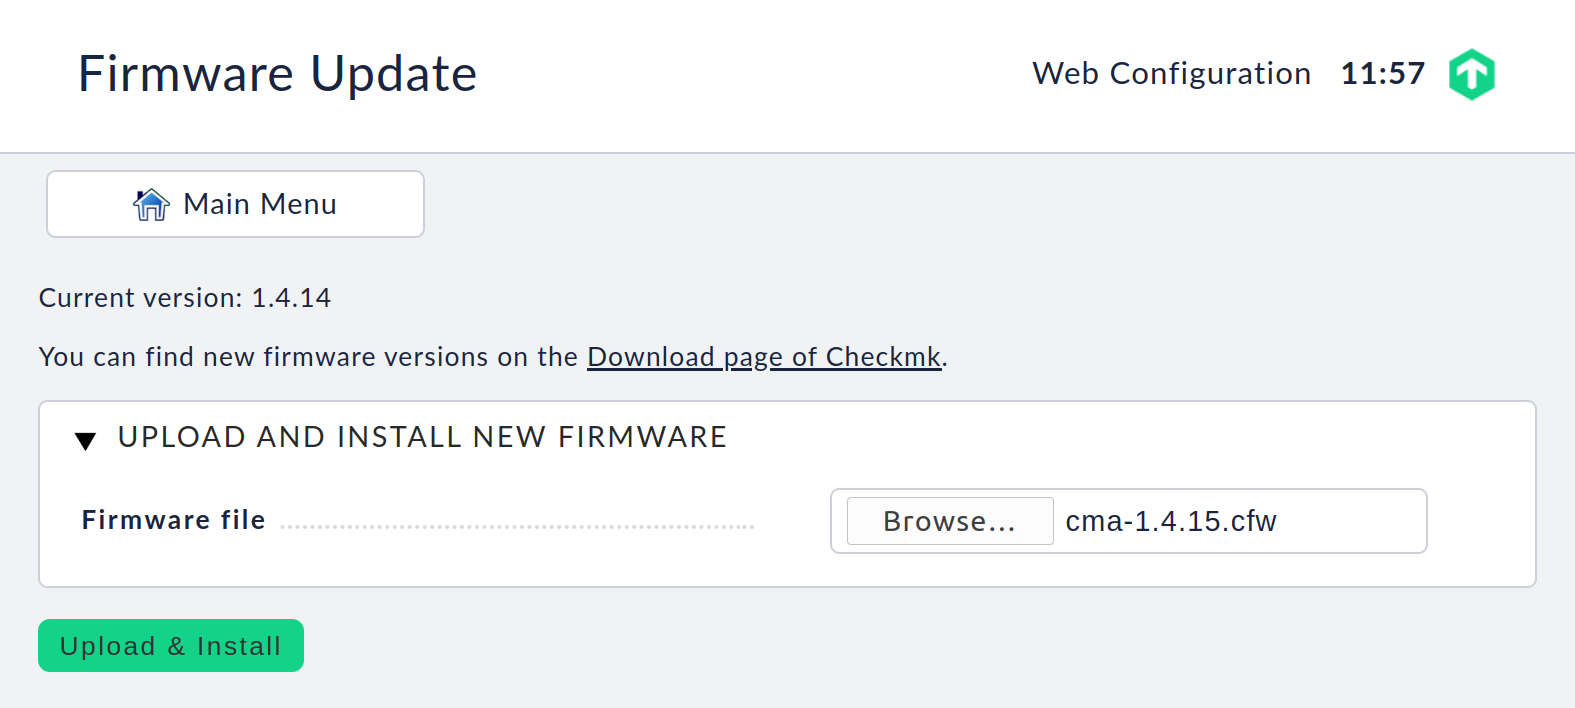 Firmware Update
Web Configuration 11:57
Main Menu
Current version: 1.4.14
You can find new firmware versions on the Download page of Checkmk.
UPLOAD AND INSTALL NEW FIRMWARE
Firmware file
Browse... cma-1.4.15.cfw
Upload & Install